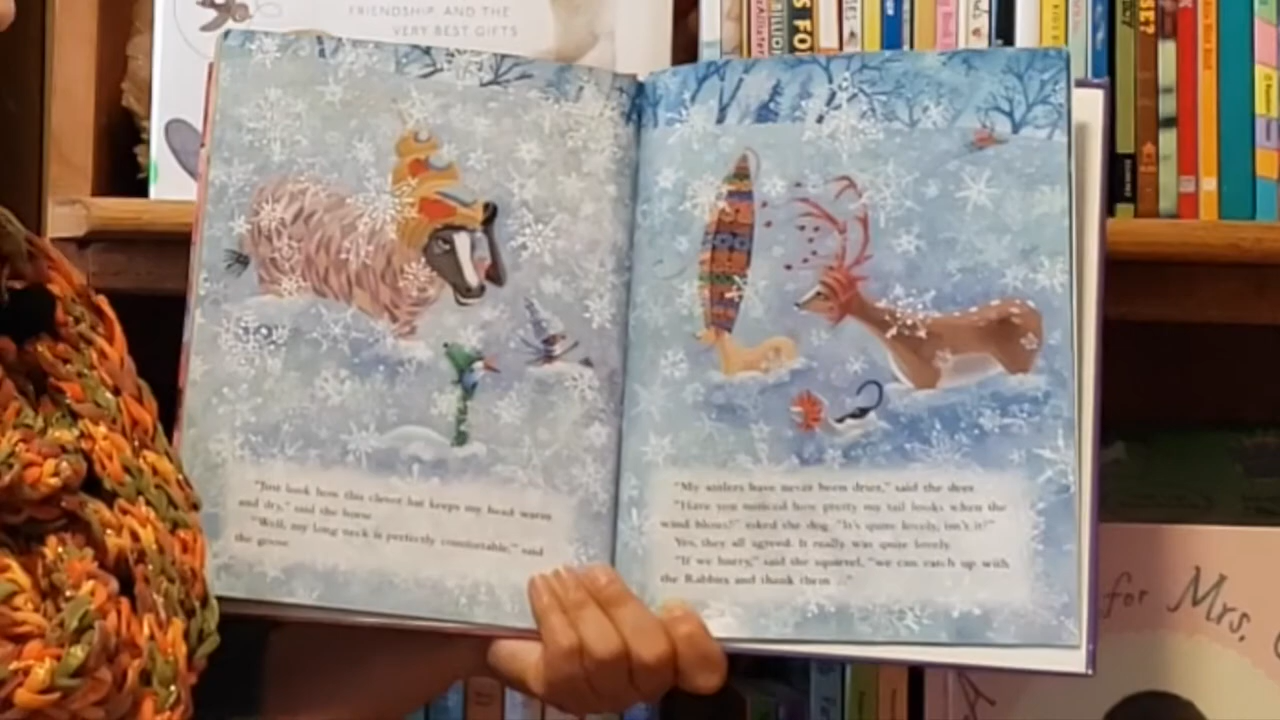 FRIENDSHIP, AND THE
VERY BEST GIFTS
"Just look how this clever hat keeps my head warm
and dry," said the horse.
"Well, my long neck is perfectly comfortable," said
the goose.
"My antlers have never been drier," said the deer.
"Have you noticed how pretty my tail looks when the
wind blows?" asked the dog. "It's quite lovely, isn't it?"
Yes, they all agreed. It really was quite lovely.
"If we hurry," said the squirrel, "we can catch up with
the Rabbits and thank them . ."
for Mrs.